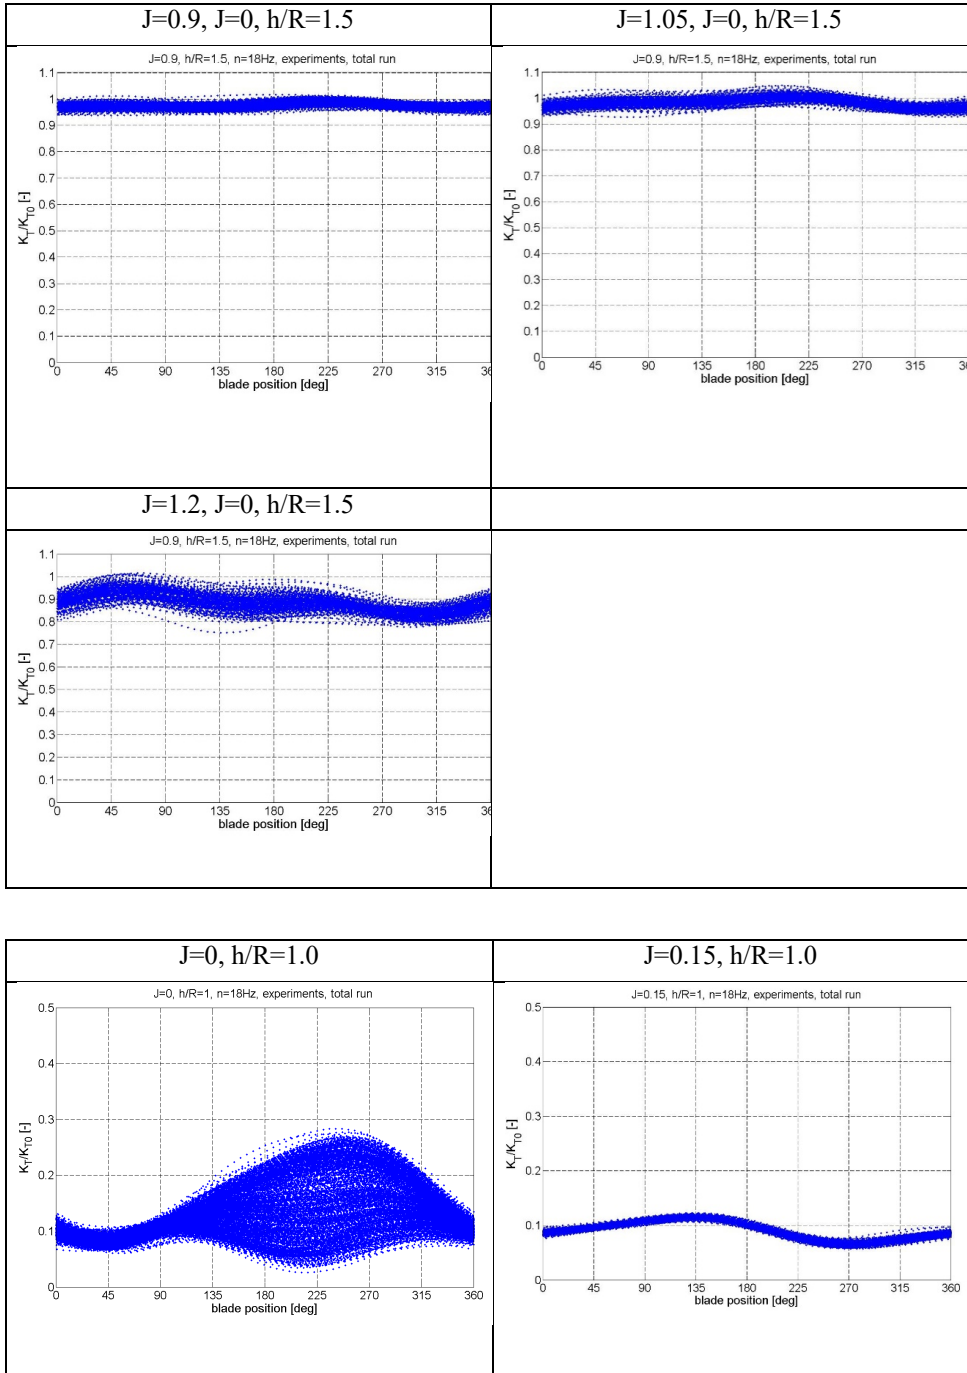 J=0.9, J=0, h/R=1.5
J=1.05, J=0, h/R=1.5
J=0.9, h/R=1.5, n=18Hz, experiments, total run
1.1
1
0.9
0.8
0.7
0.6
0.5
0.4
0.3
0.2
0.1
0
K_T/K_T0 [-]
0 45 90 135 180 225 270 315 36
blade position [deg]
J=0.9, h/R=1.5, n=18Hz, experiments, total run
1.1
1
0.9
0.8
0.7
0.6
0.5
0.4
0.3
0.2
0.1
0
K_T/K_T0 [-]
0 45 90 135 180 225 270 315 3
blade position [deg]
J=1.2, J=0, h/R=1.5
J=0.9, h/R=1.5, n=18Hz, experiments, total run
1.1
1
0.9
0.8
0.7
0.6
0.5
0.4
0.3
0.2
0.1
0
K_T/K_T0 [-]
0 45 90 135 180 225 270 315 36
blade position [deg]
J=0, h/R=1.0
J=0.15, h/R=1.0
J=0, h/R=1, n=18Hz, experiments, total run
0.5
0.4
0.3
0.2
0.1
0
K_T/K_T0 [-]
0 45 90 135 180 225 270 315 360
blade position [deg]
J=0.15, h/R=1, n=18Hz, experiments, total run
0.5
0.4
0.3
0.2
0.1
0
K_T/K_T0 [-]
0 45 90 135 180 225 270 315 360
blade position [deg]